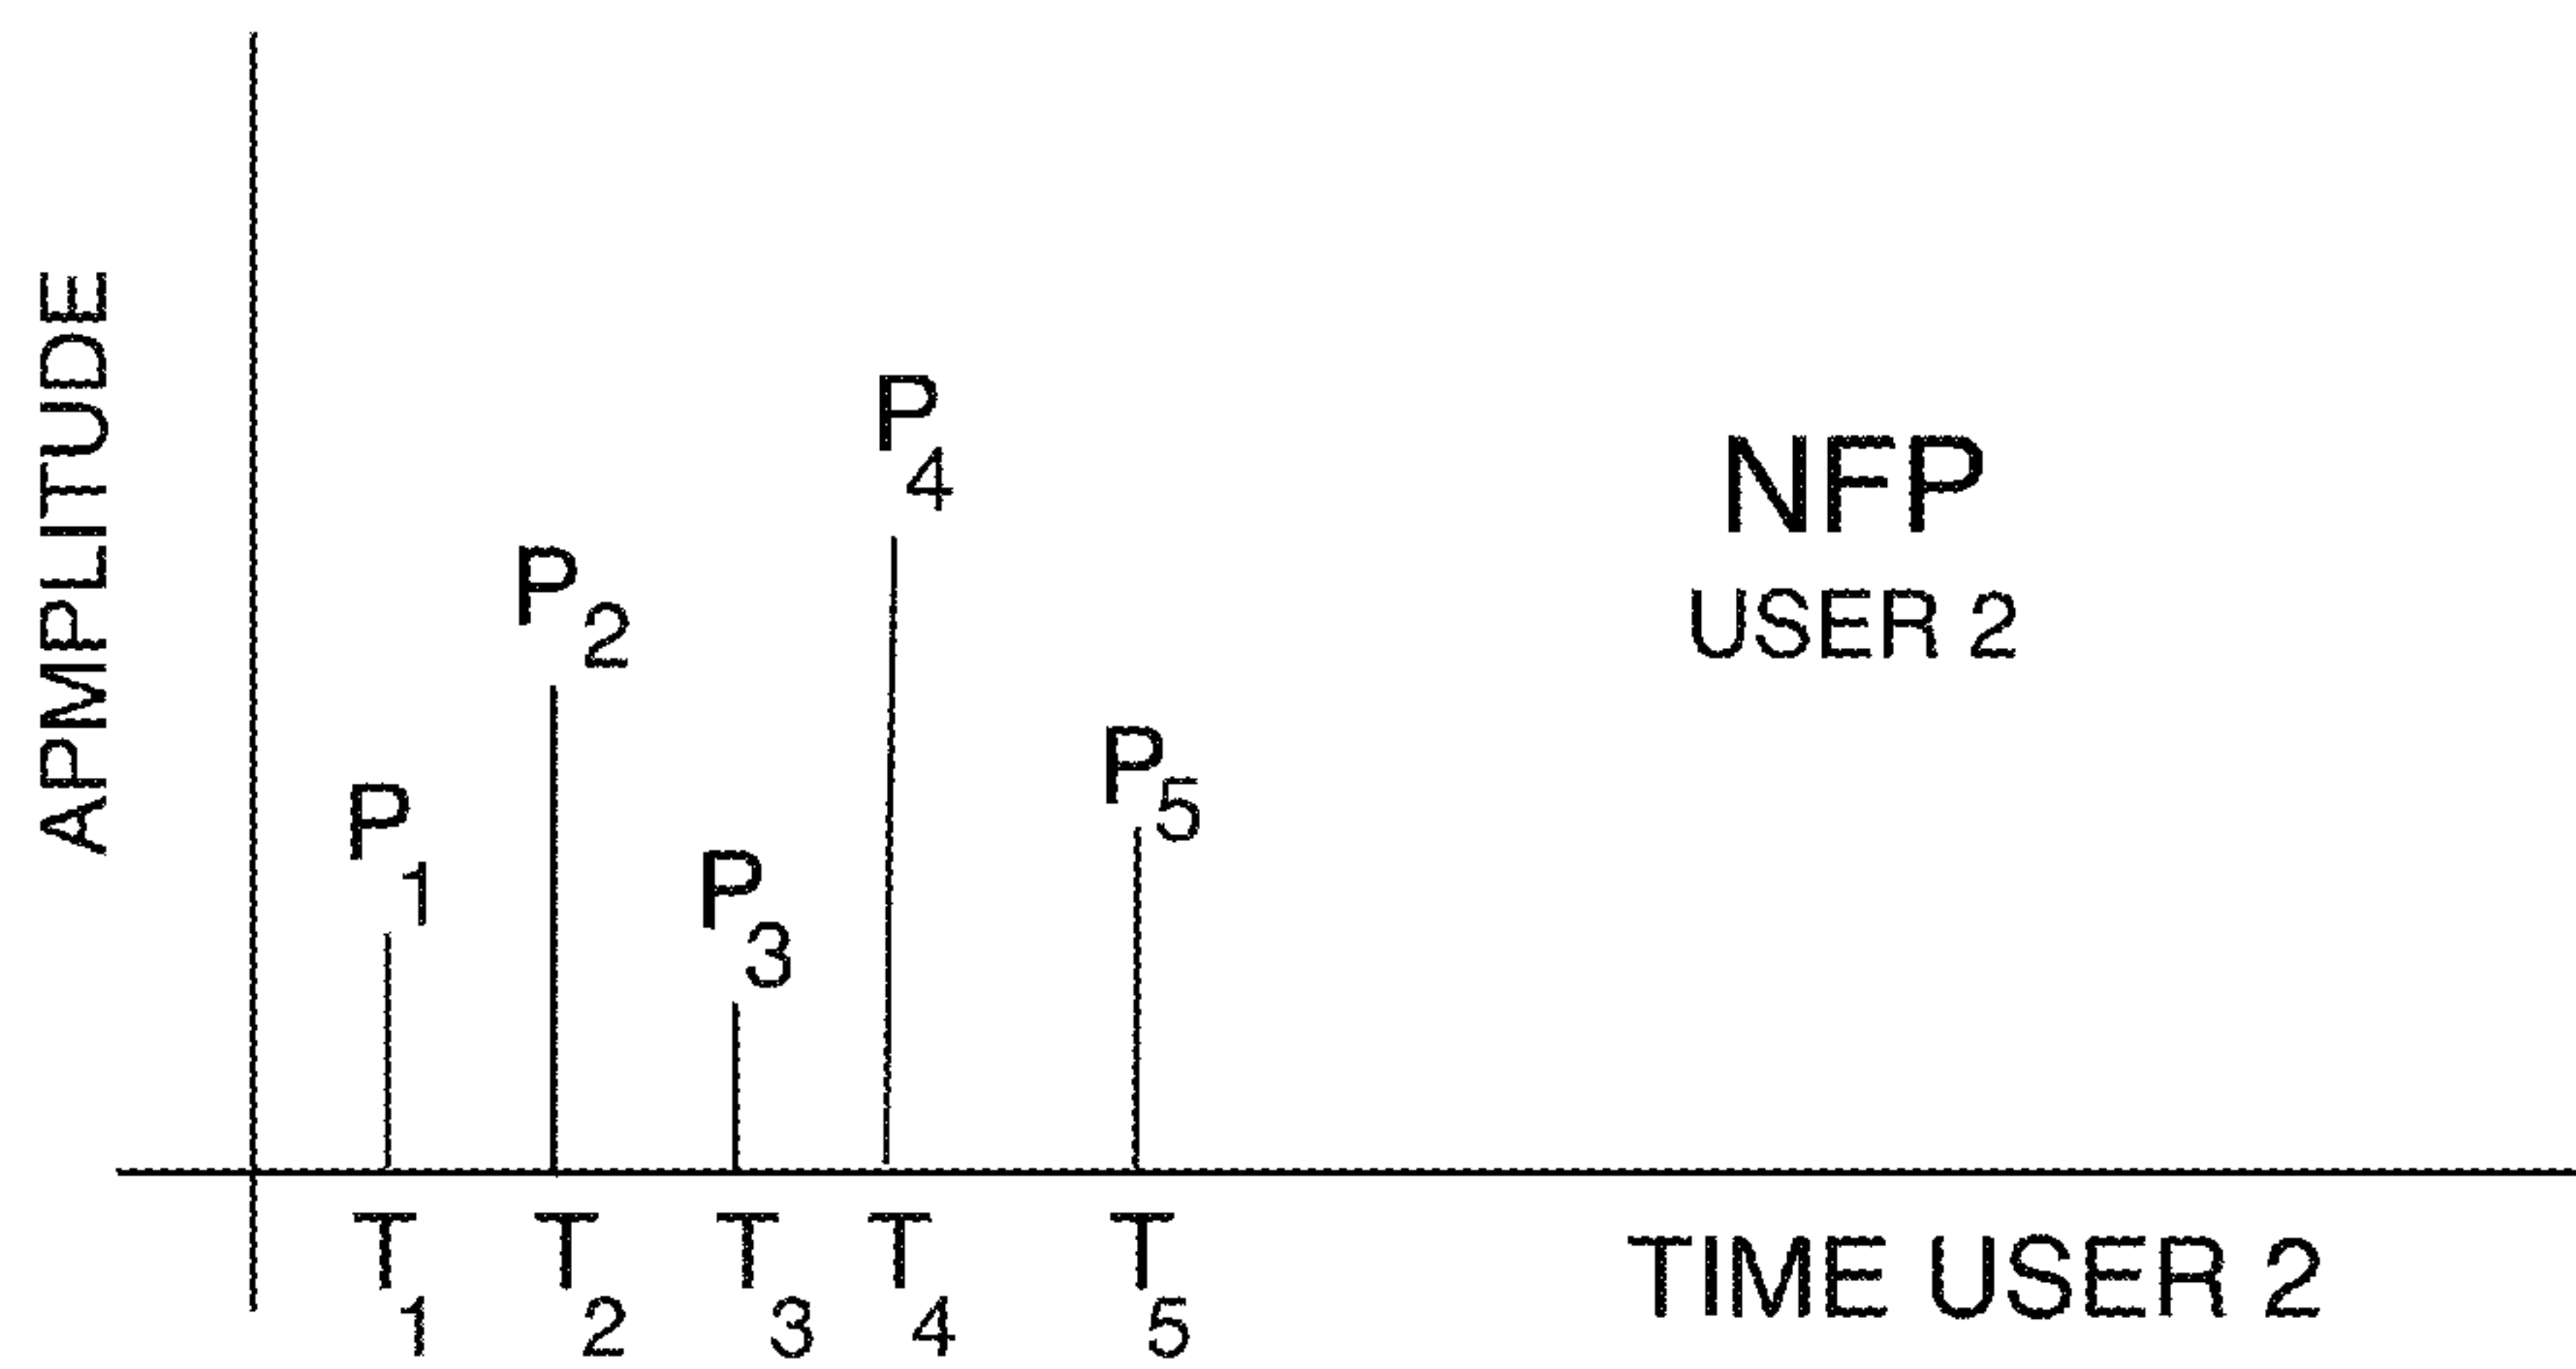 APMPLITUDE
P4
P2
NFP
USER 2
P5
P1
P3
T1 T2 T3 T4 T5
TIME USER 2